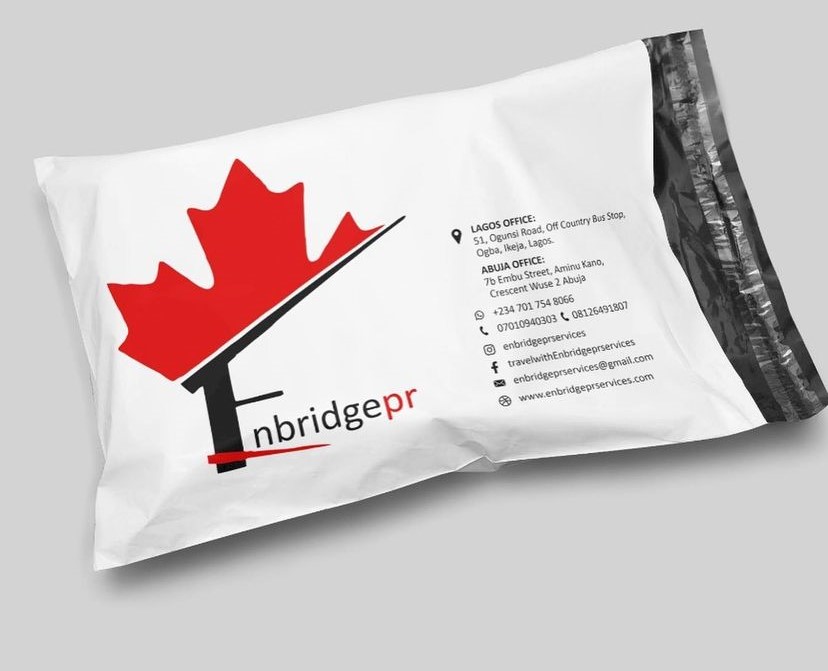 Enbridgepr
LAGOS OFFICE:
51, Ogunsi Road, Off Country Bus Stop,
Ogba, Ikeja, Lagos.
ABUJA OFFICE:
7b Embu Street, Aminu Kano,
Crescent Wuse 2 Abuja
+234 701 754 8066
07010940303 08126491807
enbridgeprservices
travelwithEnbridgeprservices
enbridgeprservices@gmail.com
www.enbridgeprservices.com